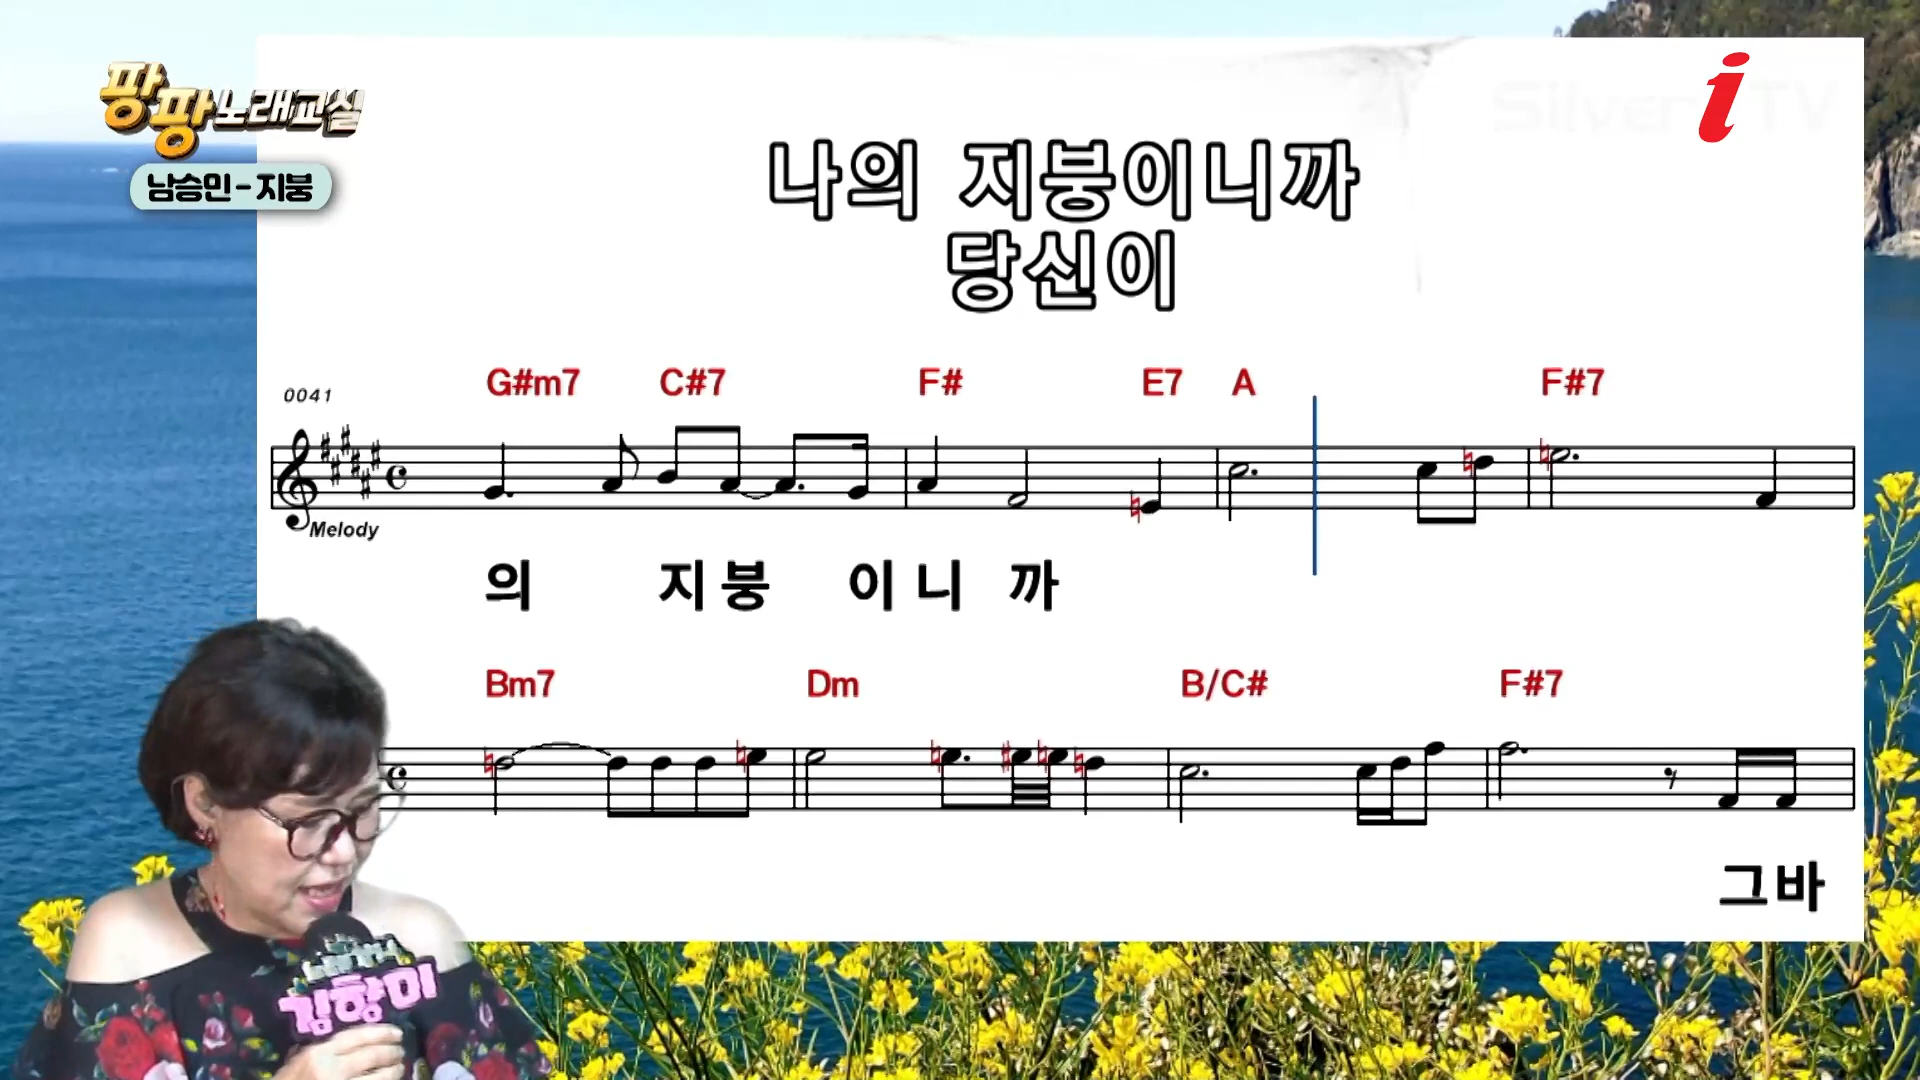 팡팡노래교실
남승민-지붕
Silver i TV
나의 지붕이니까
당신이
G#m7 C#7 F# E7 A F#7
0041
Melody
의 지붕 이니 까
Bm7 Dm B/C# F#7
그바
김향미